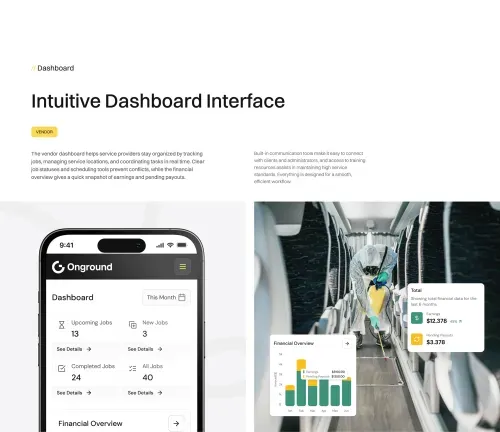 Dashboard
Intuitive Dashboard Interface
VENDOR
The vendor dashboard helps service providers stay organized by tracking
jobs, managing service locations, and coordinating tasks in real time. Clear
job statuses and scheduling tools prevent conflicts, while the financial
overview gives a quick snapshot of earnings and pending payouts.
Built-in communication tools make it easy to connect
with clients and administrators, and access to training
resources assists in maintaining high service
standards. Everything is designed for a smooth,
efficient workflow.
9:41
Onground
Dashboard
This Month
Upcoming Jobs
13
See Details
New Jobs
3
See Details
Completed Jobs
24
See Details
All Jobs
40
See Details
Financial Overview
Total
Showing total financial data for the
last 6 months.
Earnings
$12.378
Pending Payouts
$3.378
Financial Overview
Earnings
Pending Payouts